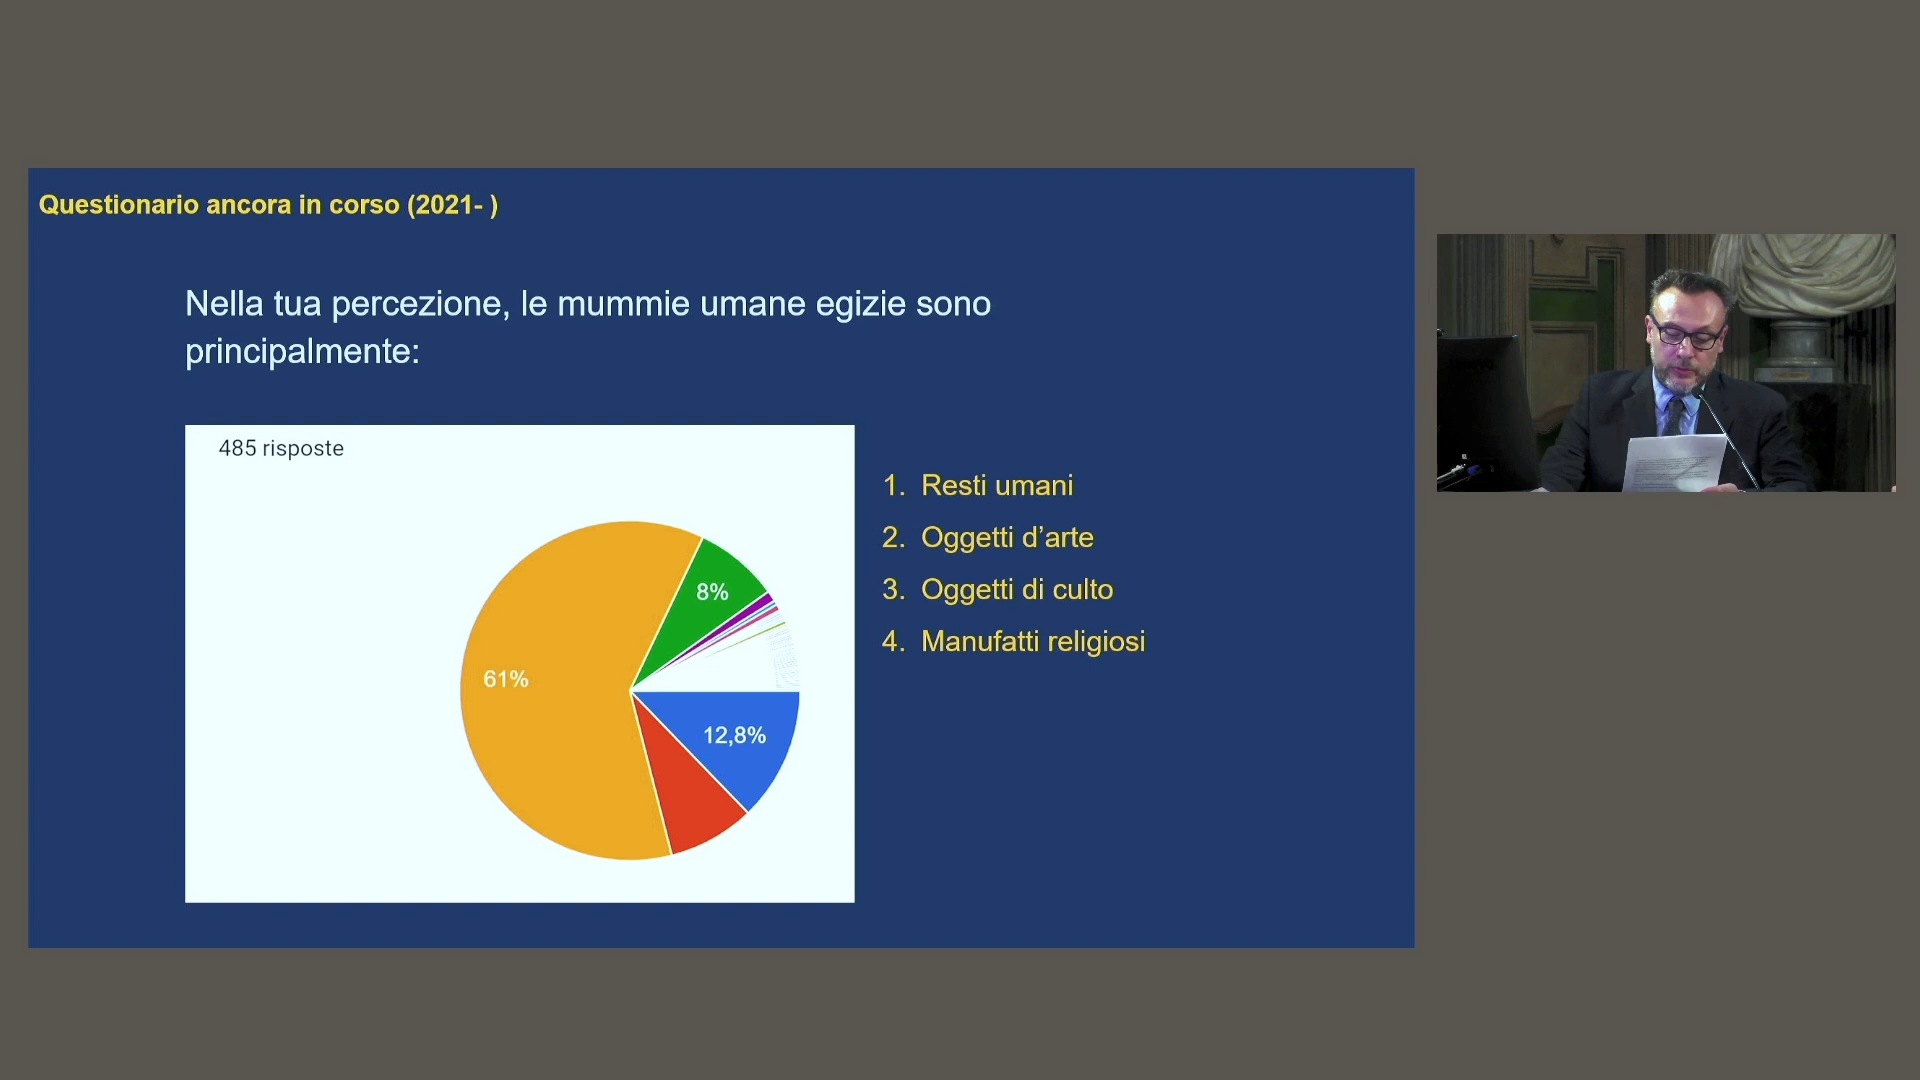 Questionario ancora in corso (2021- )
Nella tua percezione, le mummie umane egizie sono
principalmente:
485 risposte
8%
61%
12,8%
1. Resti umani
2. Oggetti d’arte
3. Oggetti di culto
4. Manufatti religiosi